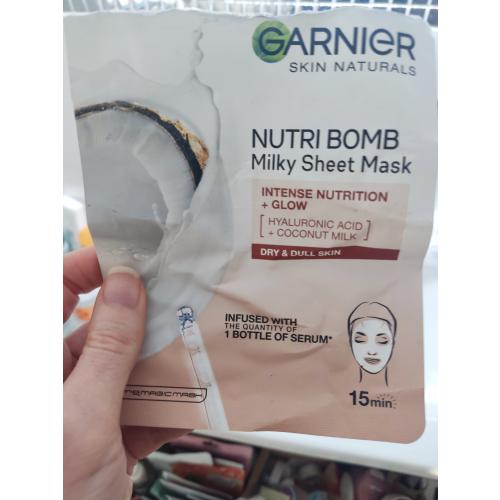 GARNIER
SKIN NATURALS
NUTRI BOMB
Milky Sheet Mask
INTENSE NUTRITION
+ GLOW
[ HYALURONIC ACID
+ COCONUT MILK ]
DRY & DULL SKIN
INFUSED WITH
THE QUANTITY OF
1 BOTTLE OF SERUM*
15min